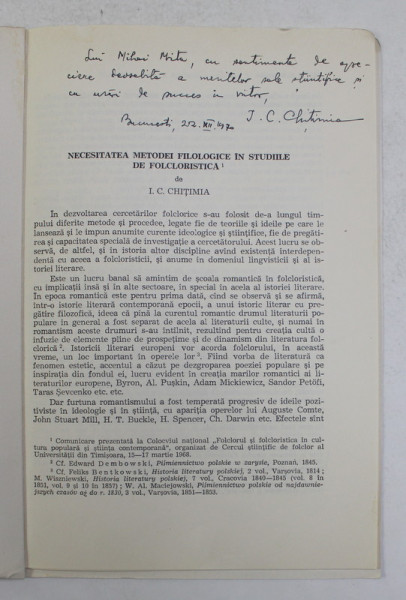 Lui Mihai Mitu, cu sentimente de apre-
ciere deosebită a meritelor sale științifice și
cu urări de succes în viitor,
București, XII I. C. Chițimia
NECESITATEA METODEI FILOLOGICE ÎN STUDIILE
DE FOLCLORISTICĂ ¹
de
I. C. CHIȚIMIA
În dezvoltarea cercetărilor folclorice s-au folosit de-a lungul tim-
pului diferite metode și procedee, legate fie de teoriile și ideile pe care le
lansează și le impun anumite curente ideologice și științifice, fie de pregăti-
rea și capacitatea specială de investigație a cercetătorului. Acest lucru se ob-
servă, de altfel, și în istoria altor discipline avînd existență interdepen-
dentă cu aceea a folcloristicii, și anume în domeniul lingvisticii și al is-
toriei literare.
Este un lucru banal să amintim de școala romantică în folcloristică,
cu implicații însă și în alte sectoare, în special în acela al istoriei literare.
În epoca romantică este pentru prima dată, cînd se observă și se afirmă,
într-o istorie literară contemporană epocii, a unui istoric literar cu pre-
gătire filozofică, ideea că pînă la curentul romantic drumul literaturii po-
pulare în general a fost separat de acela al literaturii culte, și numai în
romantism aceste drumuri s-au întîlnit, rezultînd pentru creația cultă o
infuzie de elemente pline de prospețime și de dinamism din literatura fol-
clorică ². Istoricii literari europeni vor acorda folclorului, în această
vreme, un loc important în operele lor ³. Fiind vorba de literatură ca
fenomen estetic, accentul a căzut pe dezgroparea poeziei populare și pe
inspirația din fondul ei, lucru evident în creația marilor romantici ai li-
teraturilor europene, Byron, Al. Pușkin, Adam Mickiewicz, Sandor Petöfi,
Taras Șevcenko etc. etc.
Dar furtuna romantismului a fost temperată progresiv de ideile pozi-
tiviste în ideologie și în știință, cu apariția operelor lui Auguste Comte,
John Stuart Mill, H. T. Buckle, H. Spencer, Ch. Darwin etc. Efectele sînt
¹ Comunicare prezentată la Colocviul național „Folclorul și folcloristica în cul-
tura populară și știința contemporană", organizat de Cercul științific de folclor al
Universității din Timișoara, 15—17 martie 1968.
² Cf. Edward Dembowski, Piśmiennictwo polskie w zarysie, Poznań, 1845.
³ Cf. Feliks Bentkowski, Historia literatury polskiej, 2 vol., Varșovia, 1814 ;
M. Wiszniewski, Historia literatury polskiej, 7 vol., Cracovia 1840—1845 (vol. 8 în
1851, vol. 9 și 10 în 1857) ; W. Al. Maciejowski, Piśmiennictwo polskie od najdawnie-
jszych czasów aż do r. 1830, 3 vol., Varșovia, 1851—1853.